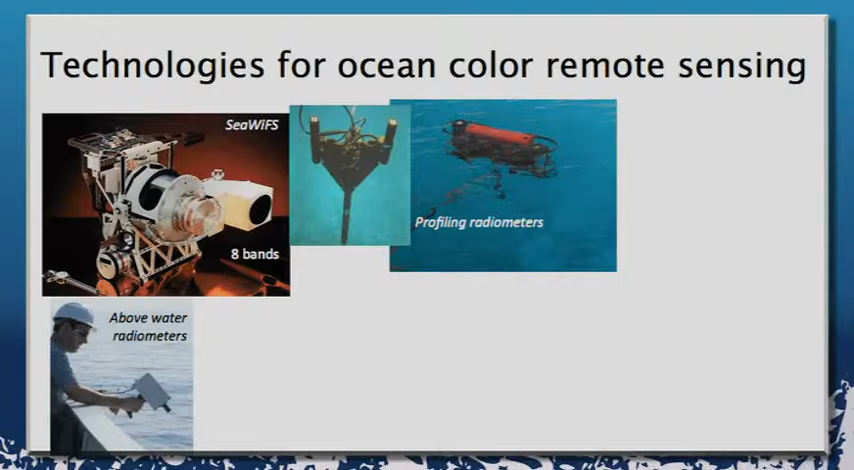 Technologies for ocean color remote sensing
SeaWiFS
8 bands
Profiling radiometers
Above water
radiometers